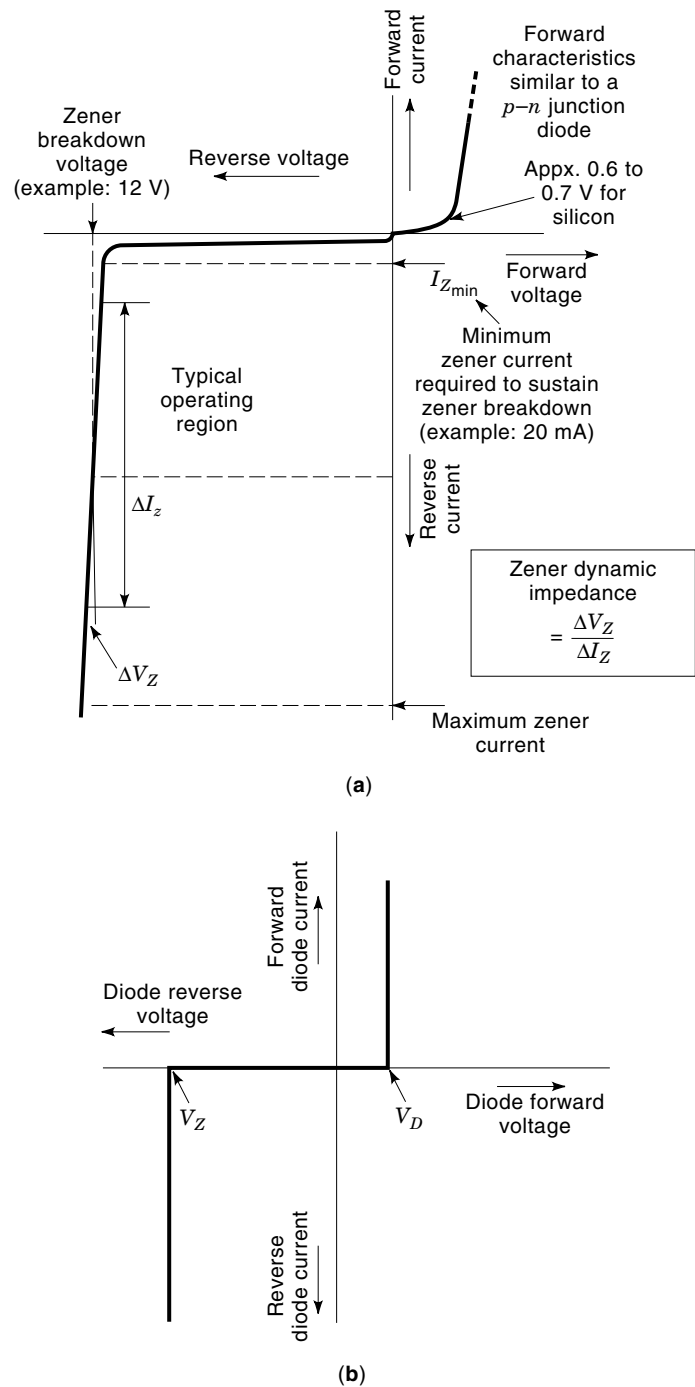 Forward
current
Forward
characteristics
similar to a
p–n junction
diode
Zener
breakdown
voltage
(example: 12 V)
Reverse voltage
Appx. 0.6 to
0.7 V for
silicon
I_Zmin
Forward
voltage
Minimum
zener current
required to sustain
zener breakdown
(example: 20 mA)
Typical
operating
region
Reverse
current
ΔI_z
Zener dynamic
impedance
= ΔV_Z
ΔI_Z
ΔV_Z
Maximum zener
current
(a)
Forward
diode current
Diode reverse
voltage
V_Z
V_D
Diode forward
voltage
Reverse
diode current
(b)